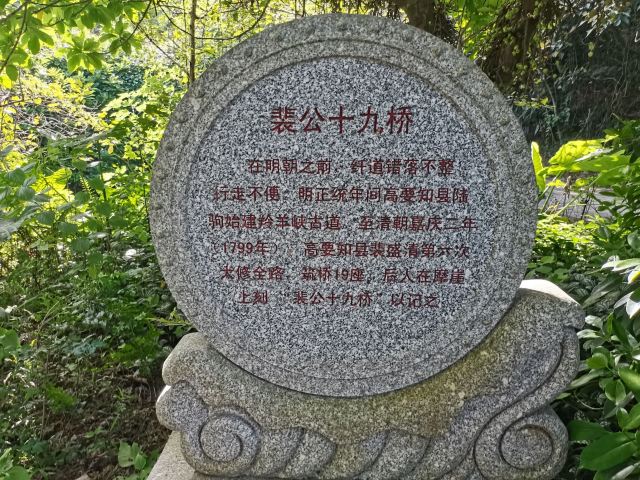 裴公十九桥
在明朝之前，纤道错落不整
行走不便，明正统年间高要知县陆
驹始建羚羊峡古道，至清朝嘉庆二年
（1799年），高要知县裴盛清第六次
大修全路，筑桥19座，后人在摩崖
上刻“裴公十九桥”以记之